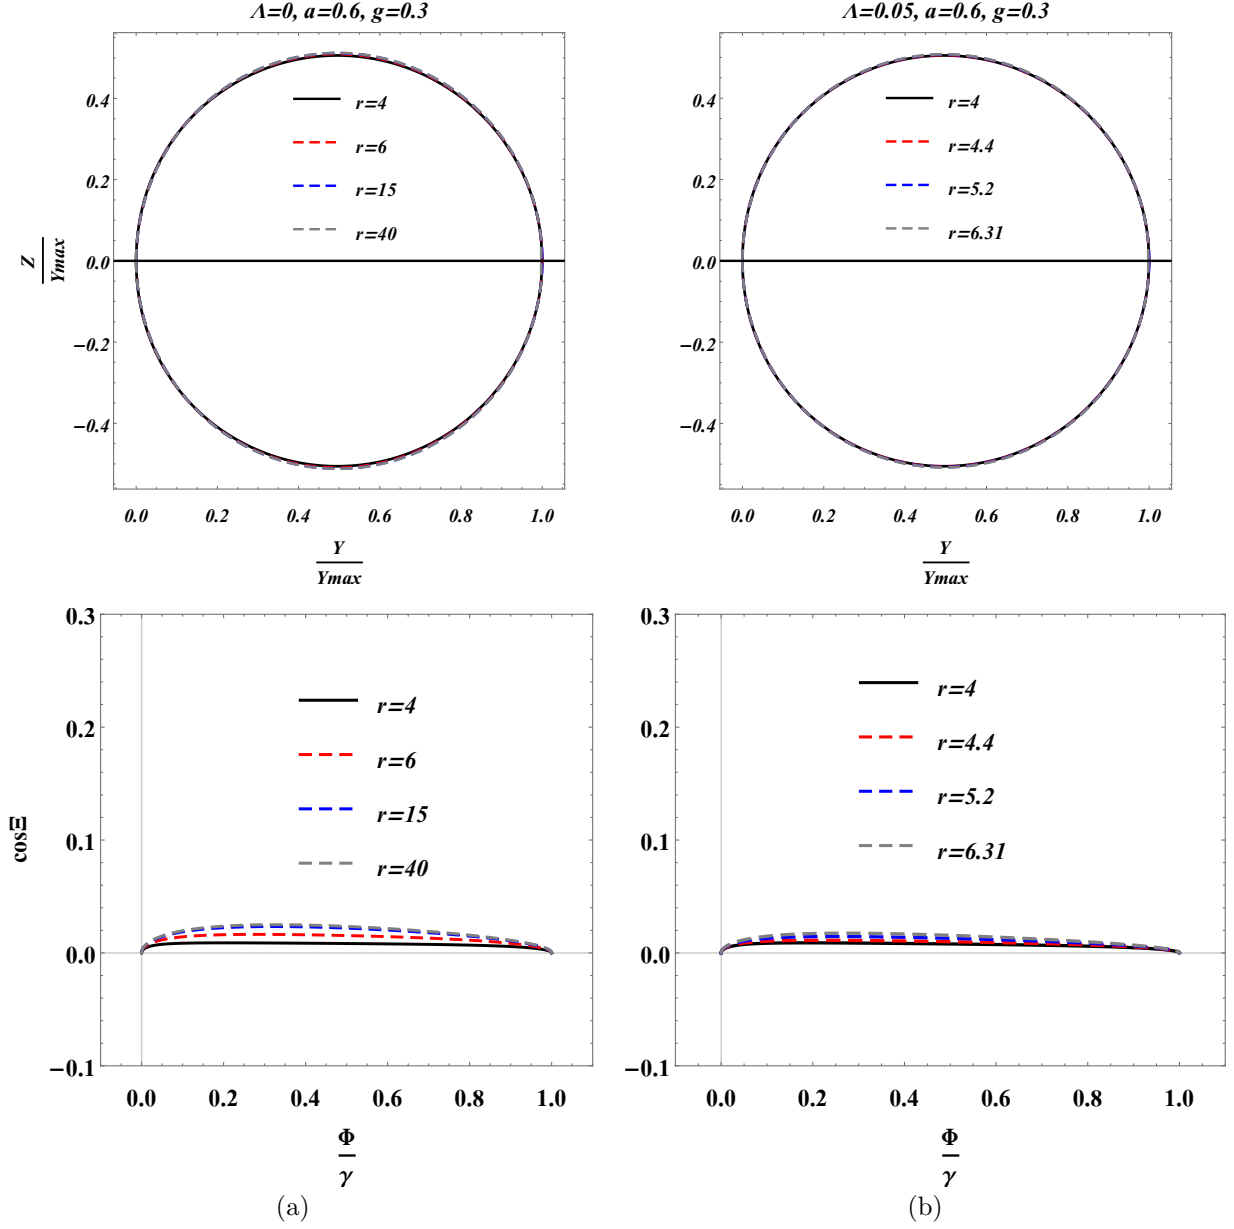 Λ=0, a=0.6, g=0.3
r=4
r=6
r=15
r=40
0.4
0.2
0.0
−0.2
−0.4
Z
Ymax
0.0 0.2 0.4 0.6 0.8 1.0
Y
Ymax
Λ=0.05, a=0.6, g=0.3
r=4
r=4.4
r=5.2
r=6.31
0.4
0.2
0.0
−0.2
−0.4
0.0 0.2 0.4 0.6 0.8 1.0
Y
Ymax
0.3
0.2
0.1
0.0
−0.1
cosΞ
r=4
r=6
r=15
r=40
0.0 0.2 0.4 0.6 0.8 1.0
Φ
γ
(a)
0.3
0.2
0.1
0.0
−0.1
r=4
r=4.4
r=5.2
r=6.31
0.0 0.2 0.4 0.6 0.8 1.0
Φ
γ
(b)